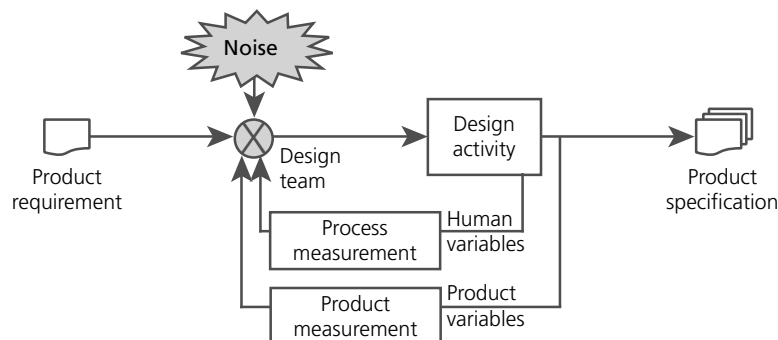 Noise
Product
requirement
Design
team
Design
activity
Product
specification
Process
measurement
Human
variables
Product
measurement
Product
variables